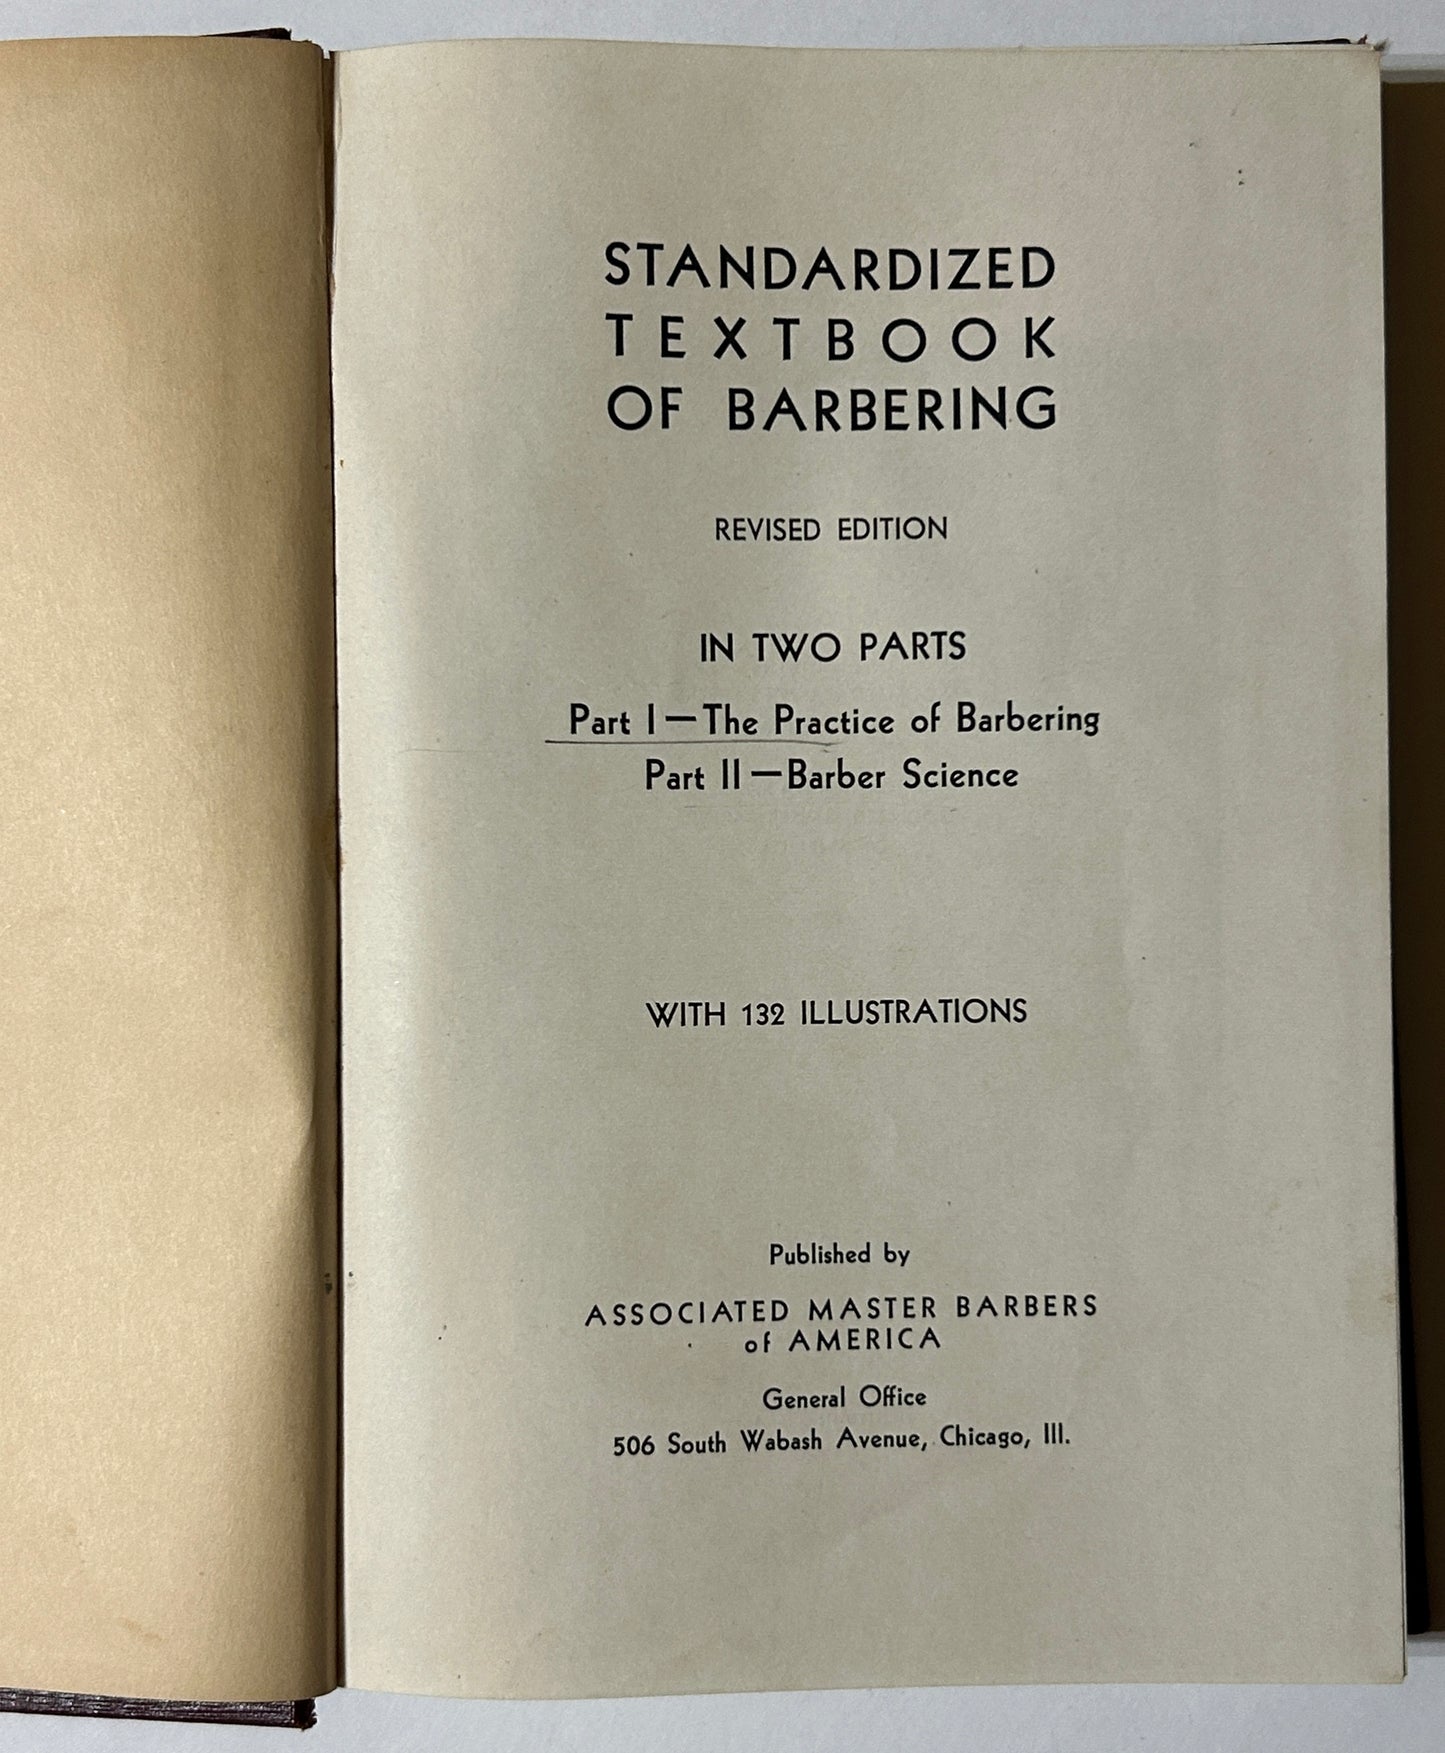 STANDARDIZED
TEXTBOOK
OF BARBERING
REVISED EDITION
IN TWO PARTS
Part I—The Practice of Barbering
Part II—Barber Science
WITH 132 ILLUSTRATIONS
Published by
ASSOCIATED MASTER BARBERS
of AMERICA
General Office
506 South Wabash Avenue, Chicago, Ill.